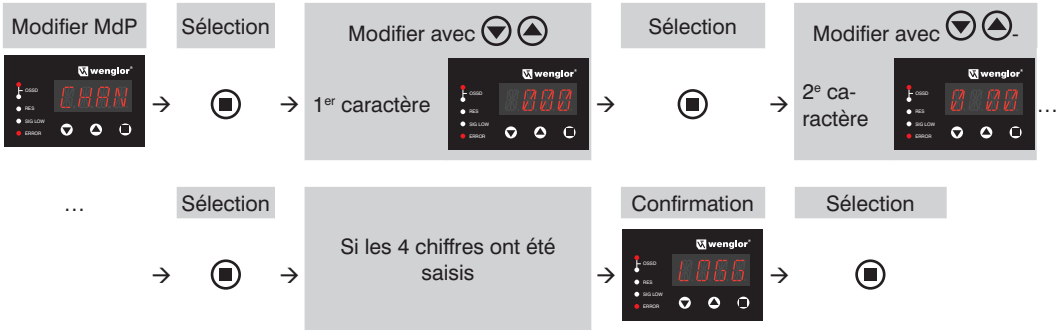 Modifier MdP
Sélection
Modifier avec
Sélection
Modifier avec -
wenglor®
OSSD
RES
SIG LOW
ERROR
CHAN
→
→
1er caractère
wenglor®
OSSD
RES
SIG LOW
ERROR
000
→
→
2e ca-
ractère
wenglor®
OSSD
RES
SIG LOW
ERROR
0 00
…
…
Sélection
Confirmation
Sélection
→
→
Si les 4 chiffres ont été
saisis
→
wenglor®
OSSD
RES
SIG LOW
ERROR
LOGG
→